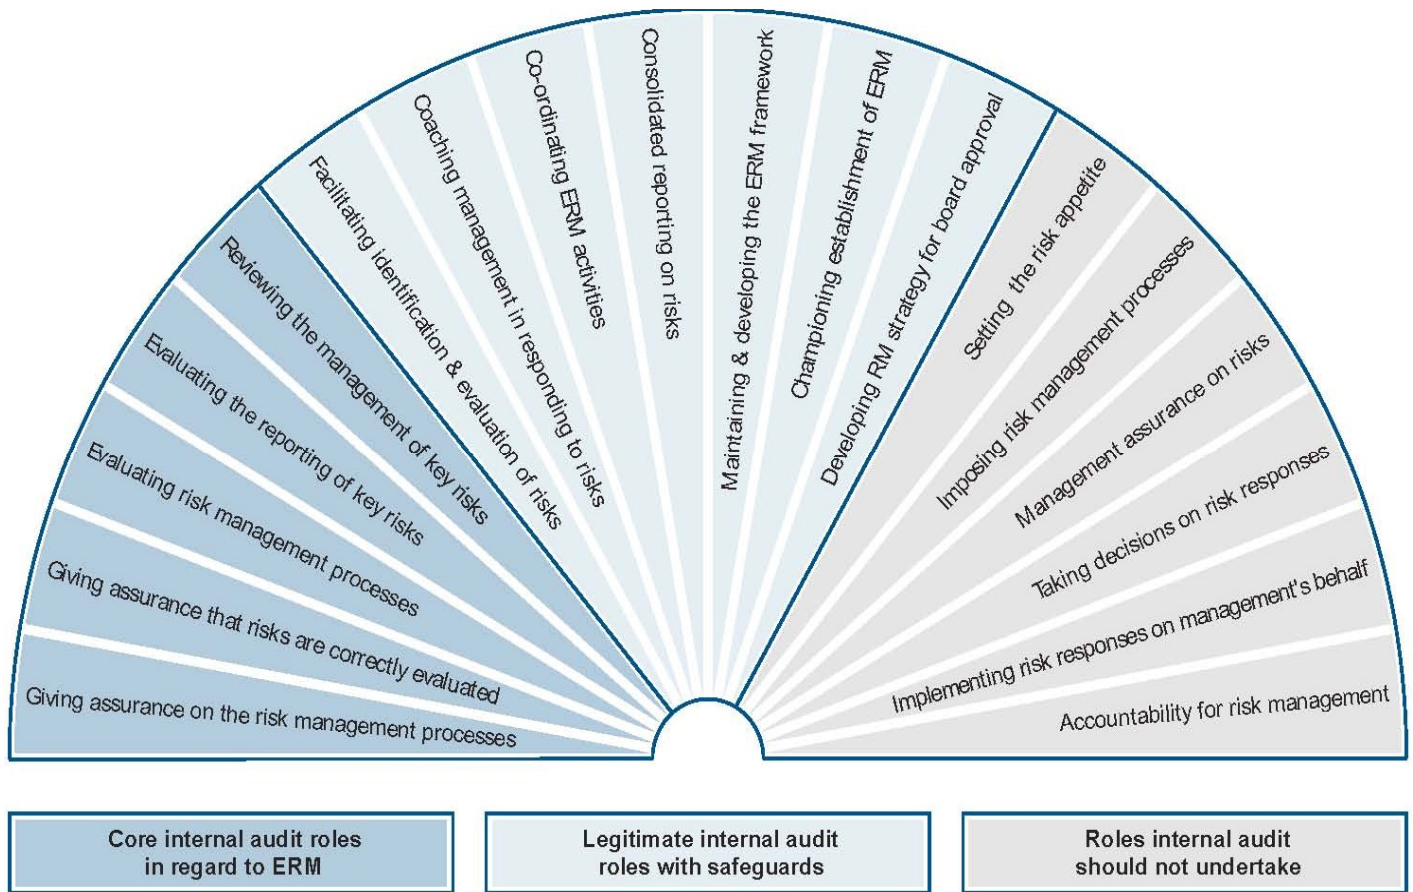 Giving assurance on the risk management processes
Giving assurance that risks are correctly evaluated
Evaluating risk management processes
Evaluating the reporting of key risks
Reviewing the management of key risks
Facilitating identification & evaluation of risks
Coaching management in responding to risks
Co-ordinating ERM activities
Consolidated reporting on risks
Maintaining & developing the ERM framework
Championing establishment of ERM
Developing RM strategy for board approval
Setting the risk appetite
Imposing risk management processes
Management assurance on risks
Taking decisions on risk responses
Implementing risk responses on management's behalf
Accountability for risk management
Core internal audit roles
in regard to ERM
Legitimate internal audit
roles with safeguards
Roles internal audit
should not undertake